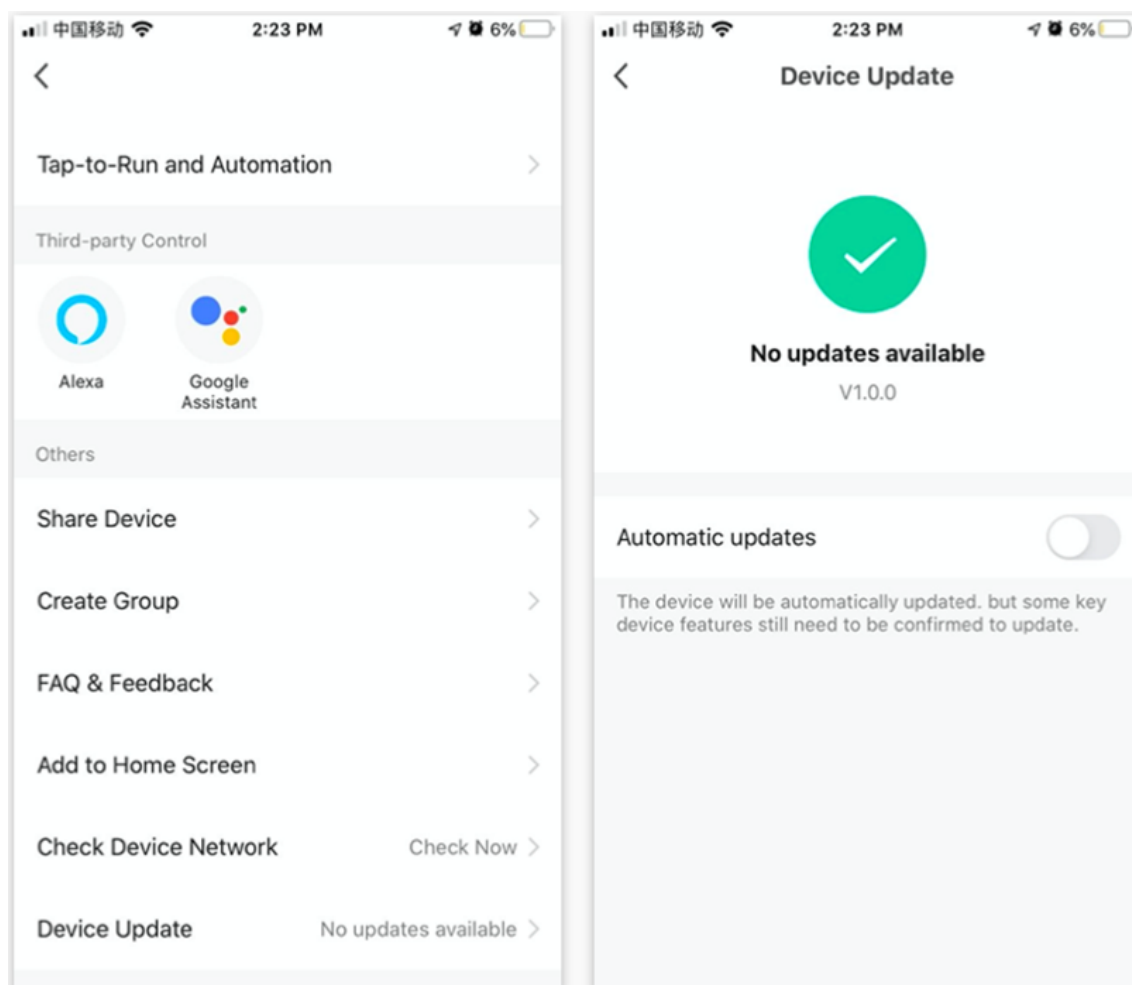 中国移动 2:23 PM 6%
Tap-to-Run and Automation
Third-party Control
Alexa
Google
Assistant
Others
Share Device
Create Group
FAQ & Feedback
Add to Home Screen
Check Device Network Check Now
Device Update No updates available
中国移动 2:23 PM 6%
Device Update
No updates available
V1.0.0
Automatic updates
The device will be automatically updated. but some key
device features still need to be confirmed to update.